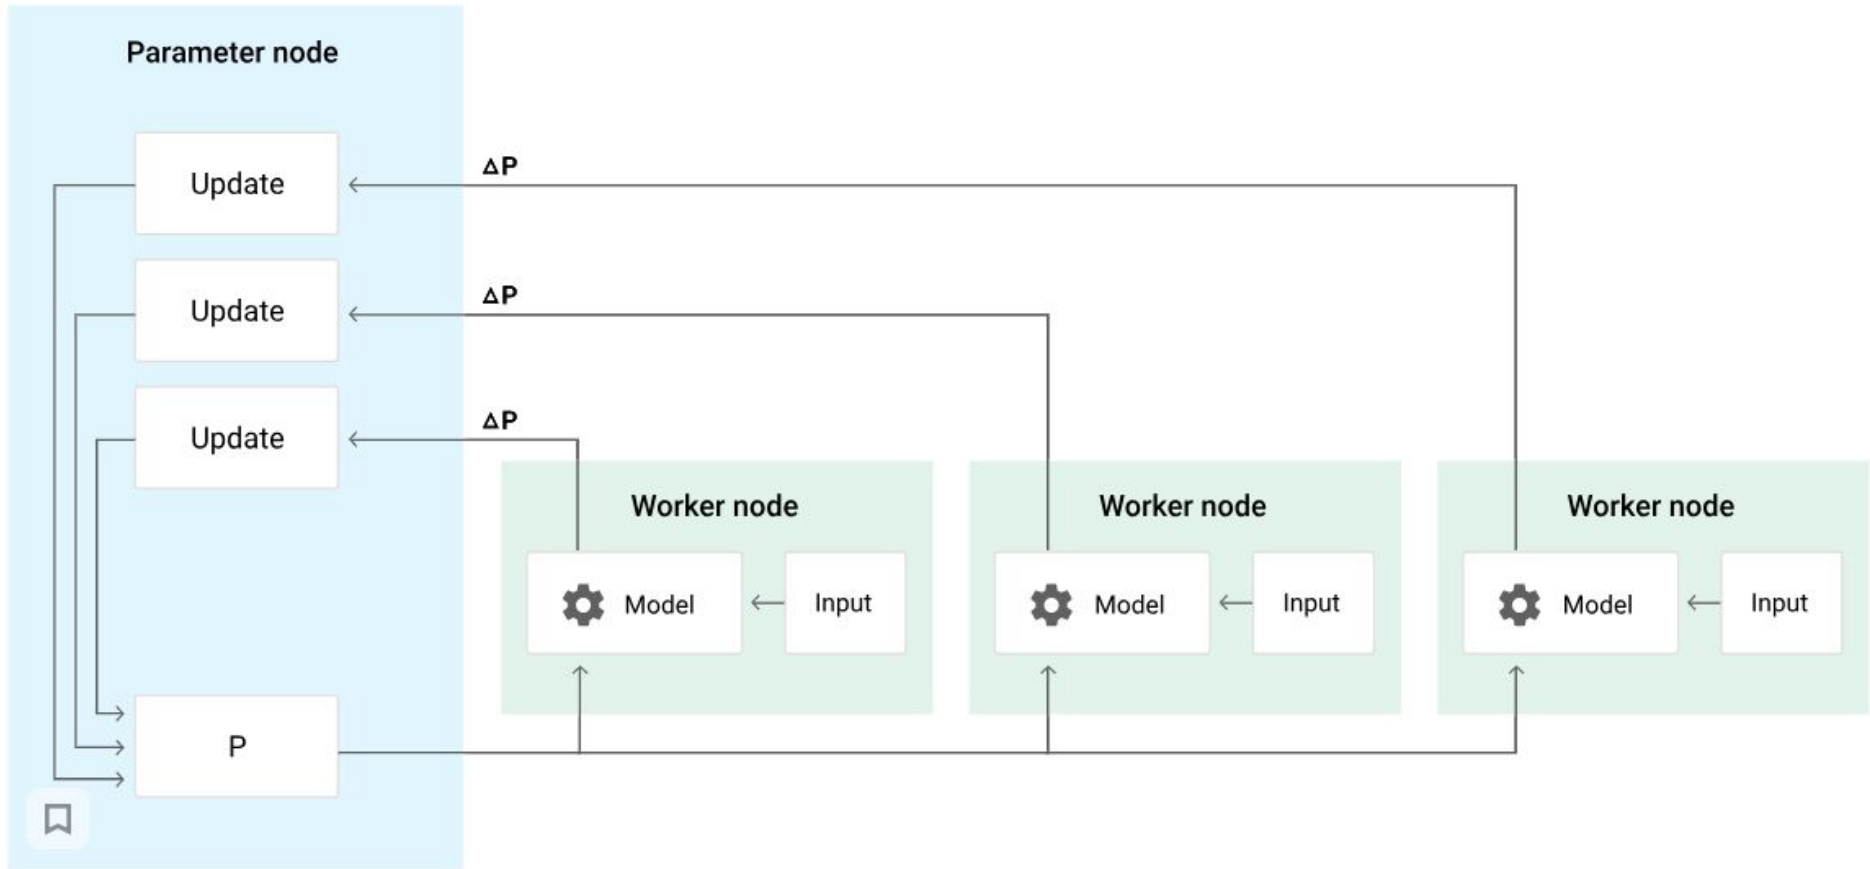 Parameter node
Update
ΔP
Update
ΔP
Update
ΔP
Worker node
Model
Input
Worker node
Model
Input
Worker node
Model
Input
P